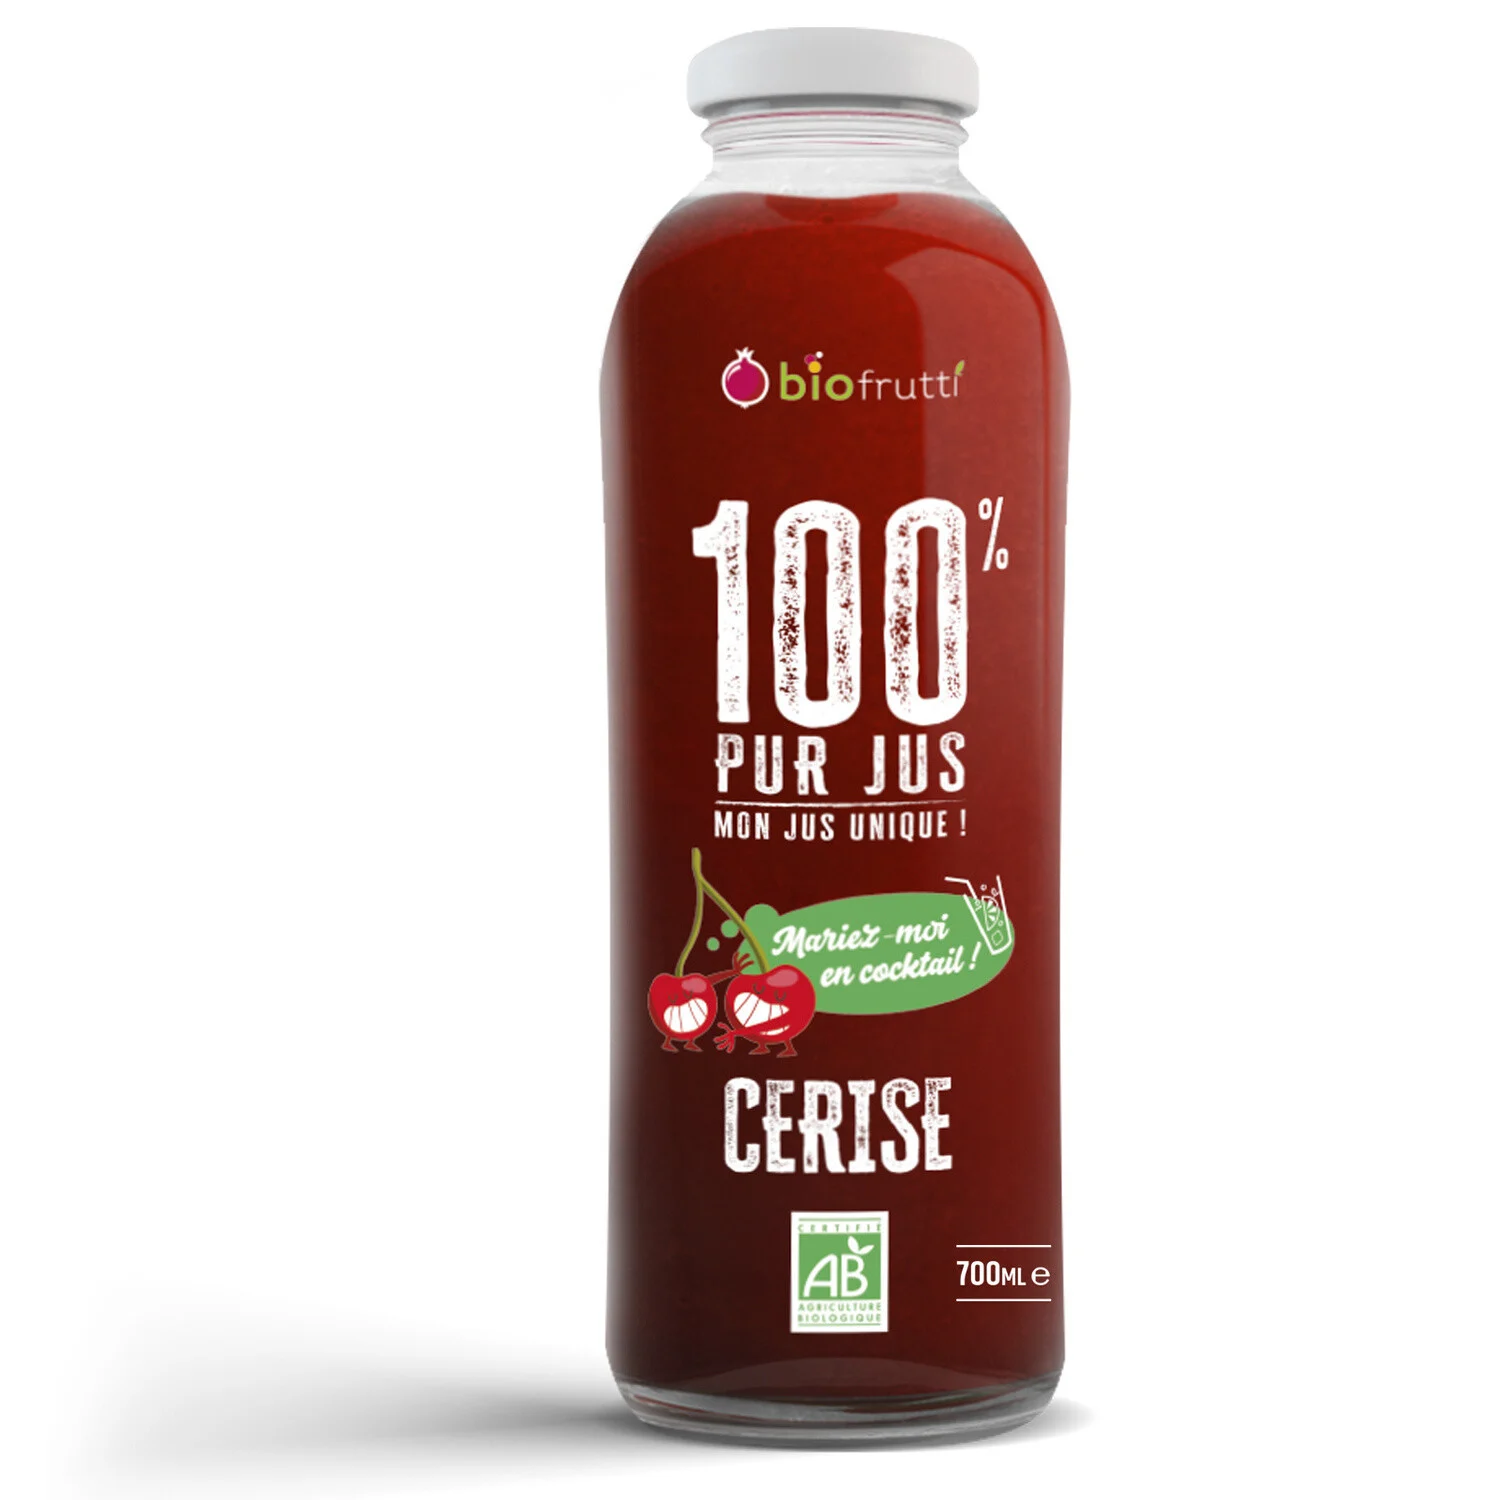 biofrutti
100%
PUR JUS
MON JUS UNIQUE !
Mariez-moi
en cocktail !
CERISE
CERTIFIÉ
AB
AGRICULTURE
BIOLOGIQUE
700ML e